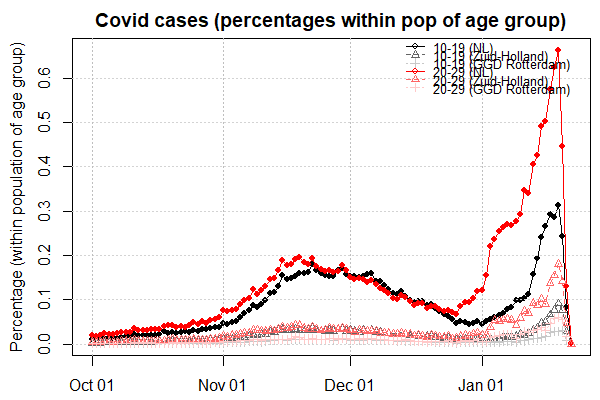 Covid cases (percentages within pop of age group)
Percentage (within population of age group)
0.6
0.5
0.4
0.3
0.2
0.1
0.0
10-19 (NL)
10-19 (Zuid-Holland)
10-19 (GGD Rotterdam)
20-29 (NL)
20-29 (Zuid-Holland)
20-29 (GGD Rotterdam)
Oct 01 Nov 01 Dec 01 Jan 01